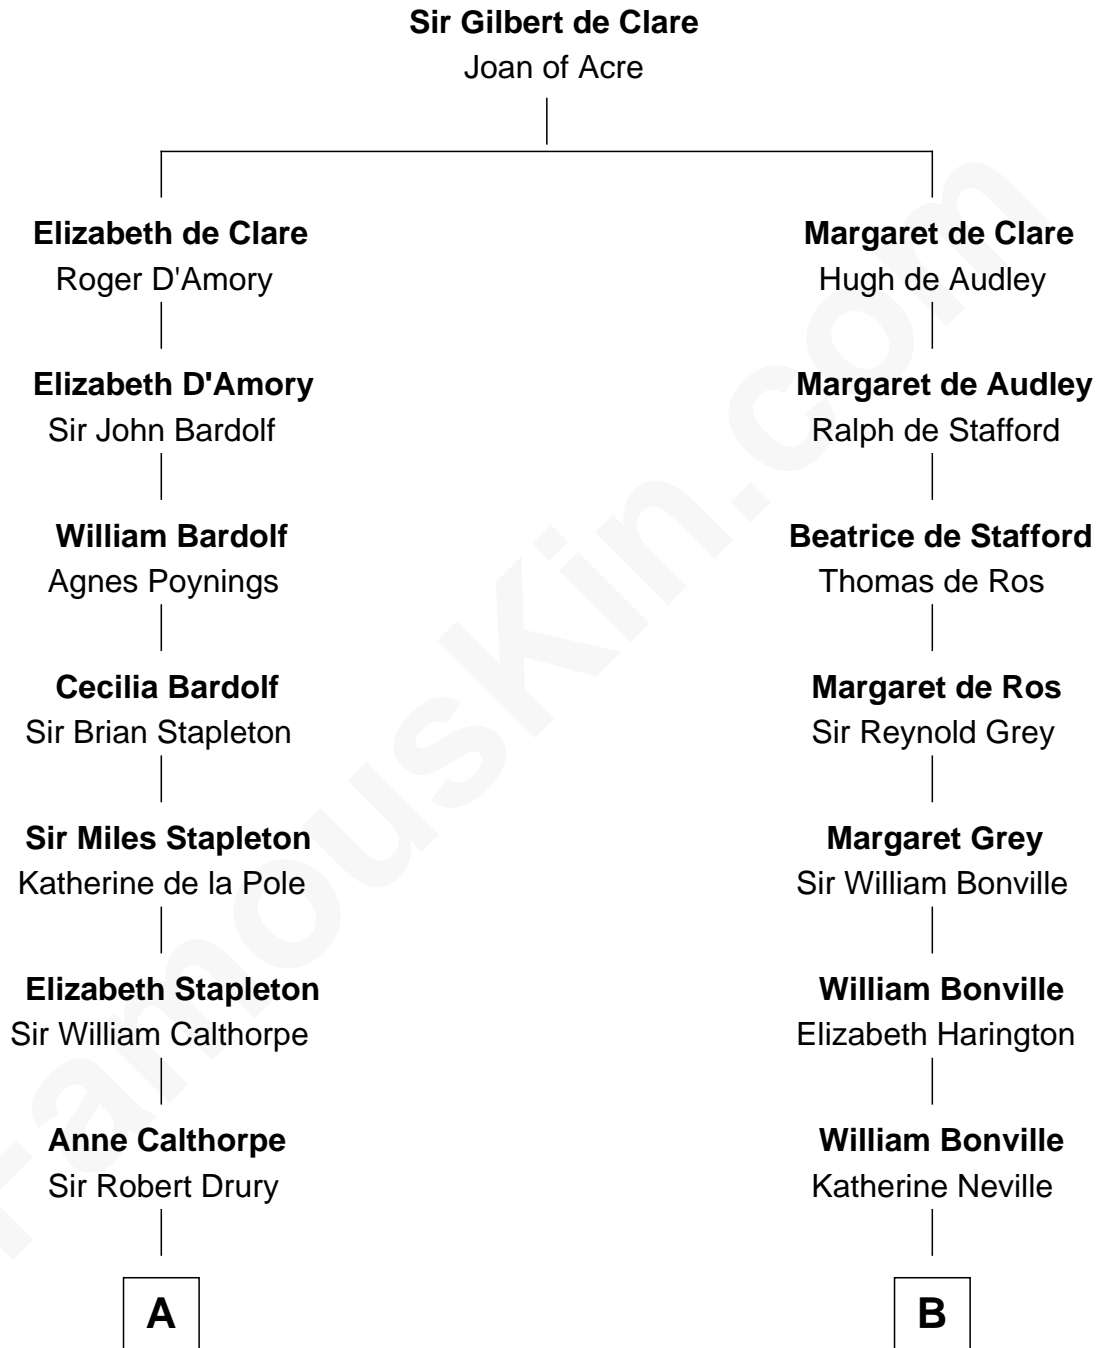 Sir Gilbert de Clare
Joan of Acre
Elizabeth de Clare
Roger D'Amory
Margaret de Clare
Hugh de Audley
Elizabeth D'Amory
Sir John Bardolf
Margaret de Audley
Ralph de Stafford
William Bardolf
Agnes Poynings
Beatrice de Stafford
Thomas de Ros
Cecilia Bardolf
Sir Brian Stapleton
Margaret de Ros
Sir Reynold Grey
Sir Miles Stapleton
Katherine de la Pole
Margaret Grey
Sir William Bonville
Elizabeth Stapleton
Sir William Calthorpe
William Bonville
Elizabeth Harington
Anne Calthorpe
Sir Robert Drury
William Bonville
Katherine Neville
A
B
FamousKin.com